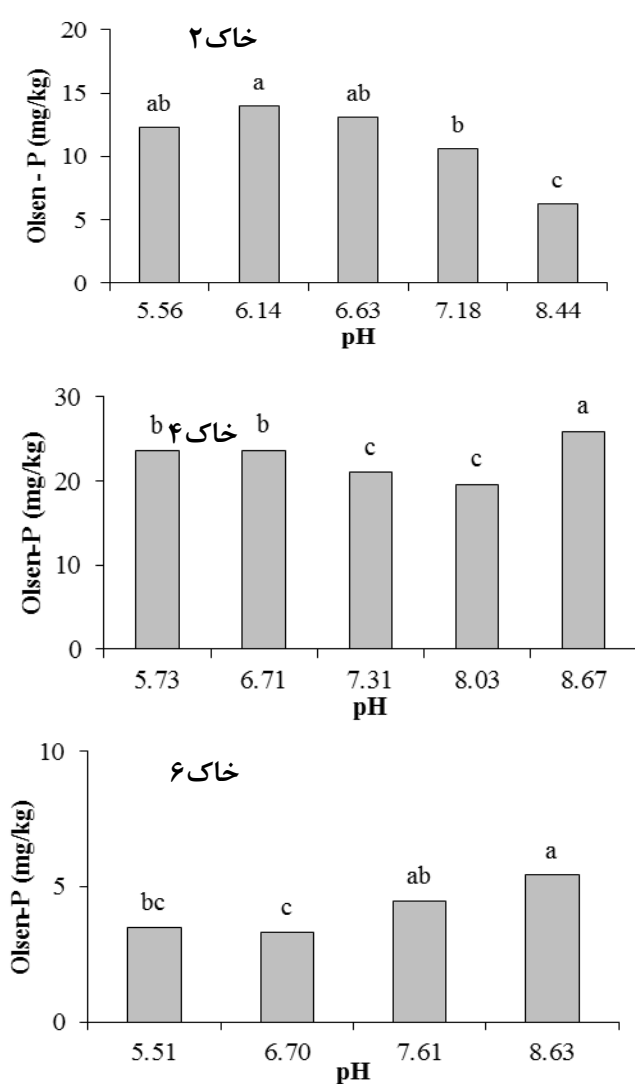 خاک۲
Olsen - P (mg/kg)
20
15
10
5
0
ab
a
ab
b
c
5.56 6.14 6.63 7.18 8.44
pH
خاک۴
Olsen-P (mg/kg)
30
20
10
0
b
b
c
c
a
5.73 6.71 7.31 8.03 8.67
pH
خاک۶
Olsen-P (mg/kg)
10
5
0
bc
c
ab
a
5.51 6.70 7.61 8.63
pH